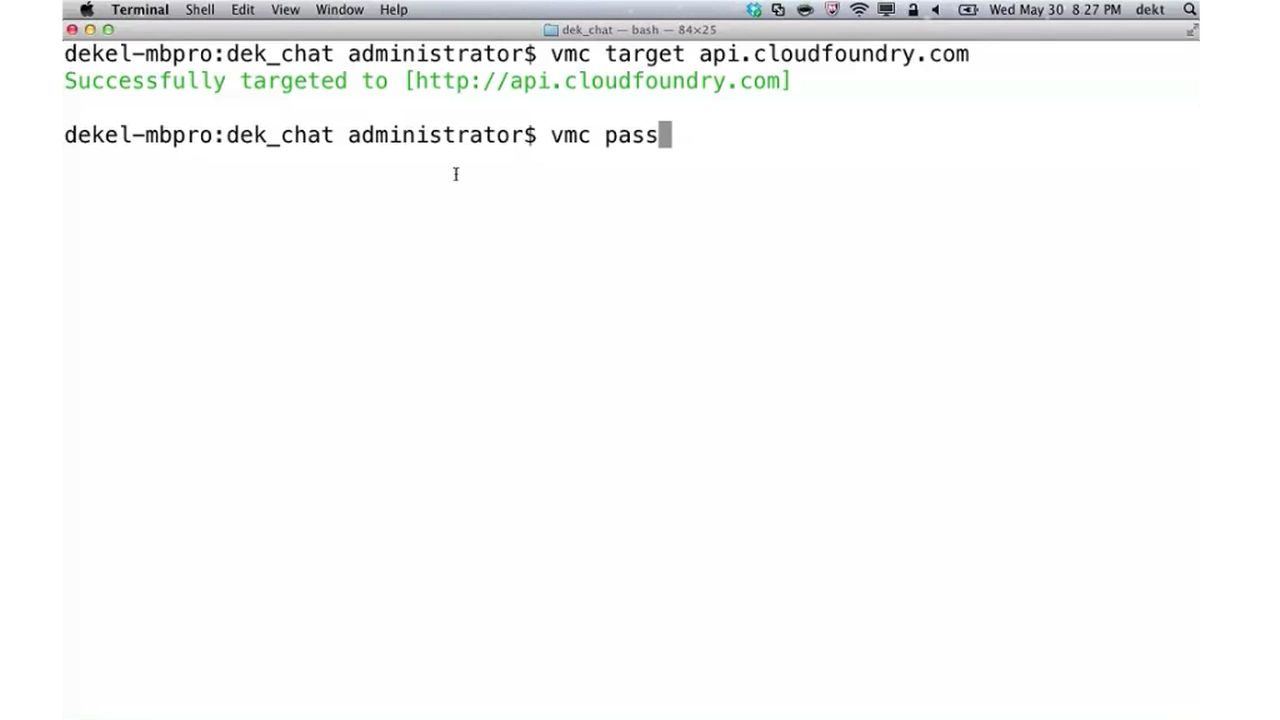 Terminal Shell Edit View Window Help Wed May 30 8:27 PM dekt
dek_chat — bash — 84×25
dekel-mbpro:dek_chat administrator$ vmc target api.cloudfoundry.com
Successfully targeted to [http://api.cloudfoundry.com]
dekel-mbpro:dek_chat administrator$ vmc pass